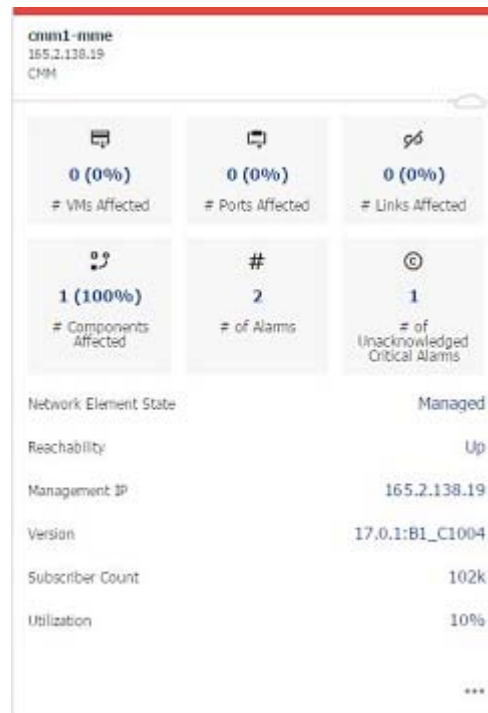 cmm1-mme
165.2.138.19
CMM
0 (0%)
# VMs Affected
0 (0%)
# Ports Affected
0 (0%)
# Links Affected
1 (100%)
# Components
Affected
#
2
# of Alarms
©
1
# of
Unacknowledged
Critical Alarms
Network Element State Managed
Reachability Up
Management IP 165.2.138.19
Version 17.0.1:B1_C1004
Subscriber Count 102k
Utilization 10%
...